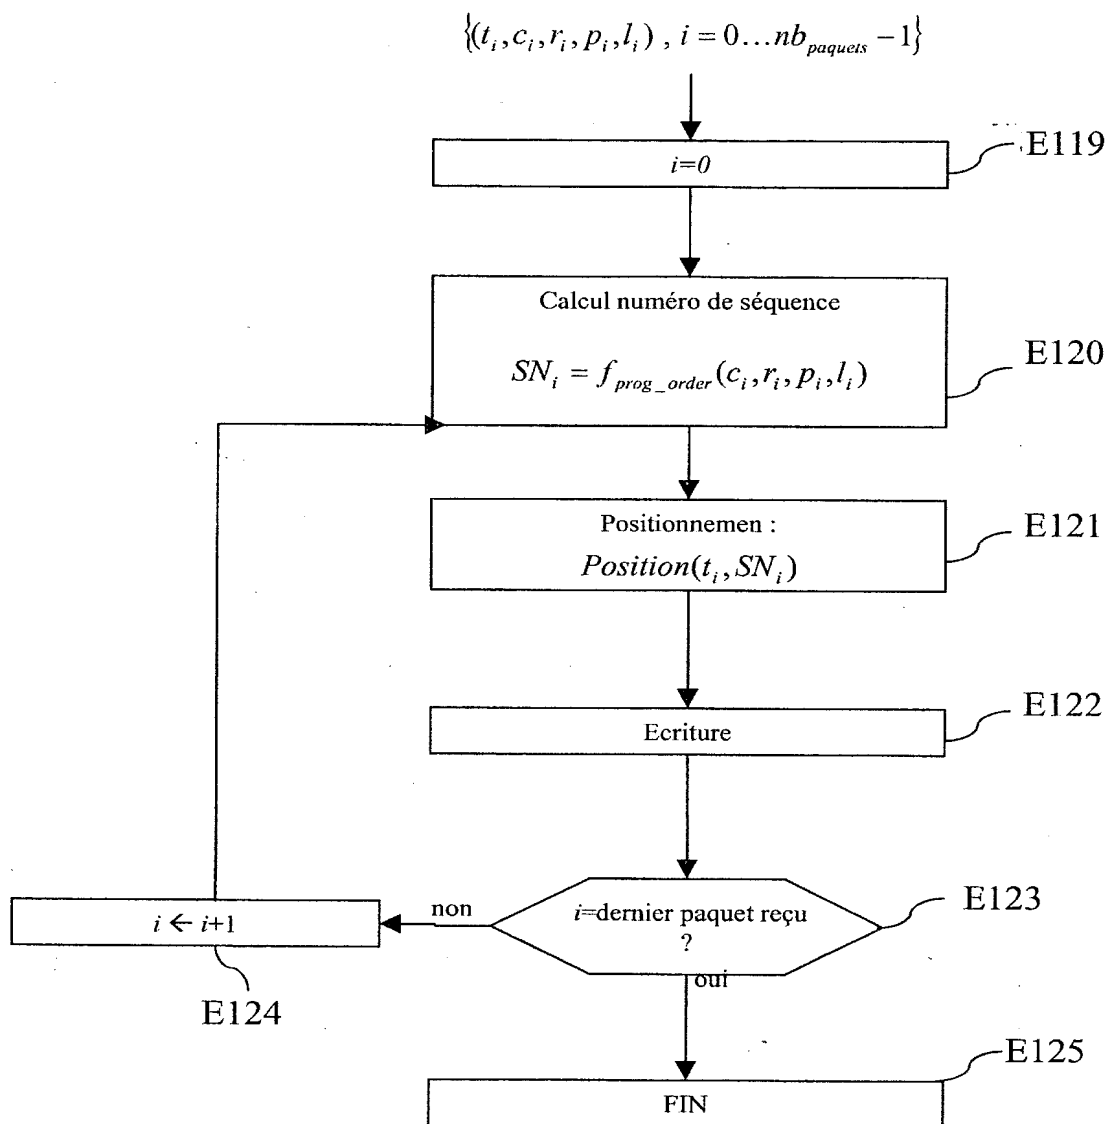 {(t_i, c_i, r_i, p_i, l_i) , i = 0...nb_paquets − 1}
E119
i=0
Calcul numéro de séquence
E120
SN_i = f_prog_order(c_i, r_i, p_i, l_i)
Positionnemen :
E121
Position(t_i, SN_i)
E122
Ecriture
E123
i=dernier paquet reçu
?
non
i ← i+1
oui
E124
E125
FIN